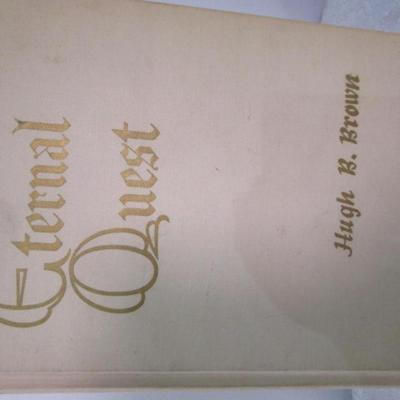 Eternal
Quest
Hugh B. Brown